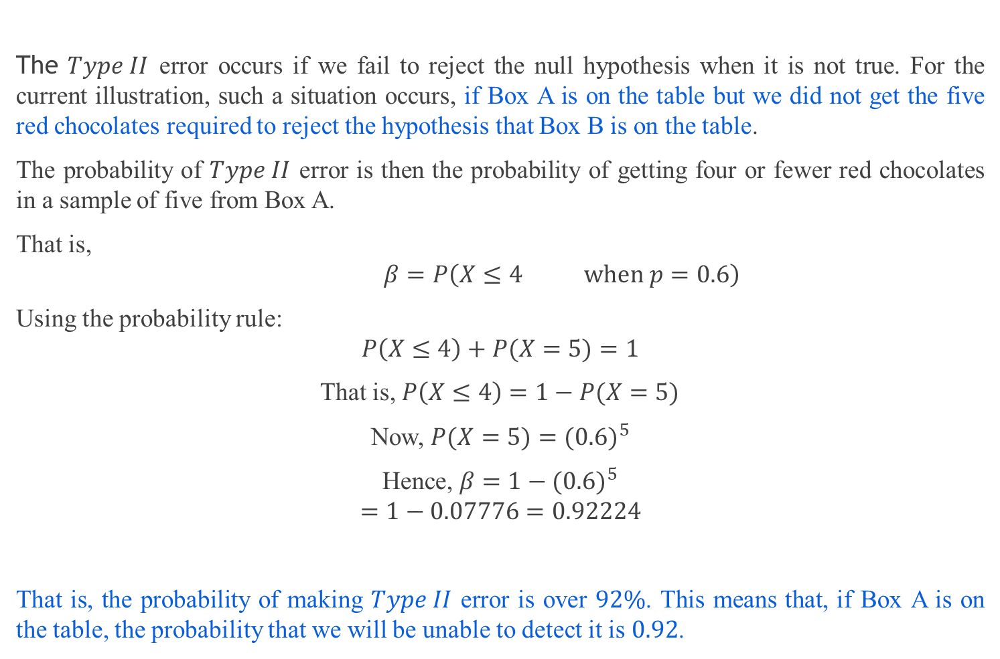 The Type II error occurs if we fail to reject the null hypothesis when it is not true. For the
current illustration, such a situation occurs, if Box A is on the table but we did not get the five
red chocolates required to reject the hypothesis that Box B is on the table.
The probability of Type II error is then the probability of getting four or fewer red chocolates
in a sample of five from Box A.
That is,
β = P(X ≤ 4 when p = 0.6)
Using the probability rule:
P(X ≤ 4) + P(X = 5) = 1
That is, P(X ≤ 4) = 1 − P(X = 5)
Now, P(X = 5) = (0.6)⁵
Hence, β = 1 − (0.6)⁵
= 1 − 0.07776 = 0.92224
That is, the probability of making Type II error is over 92%. This means that, if Box A is on
the table, the probability that we will be unable to detect it is 0.92.